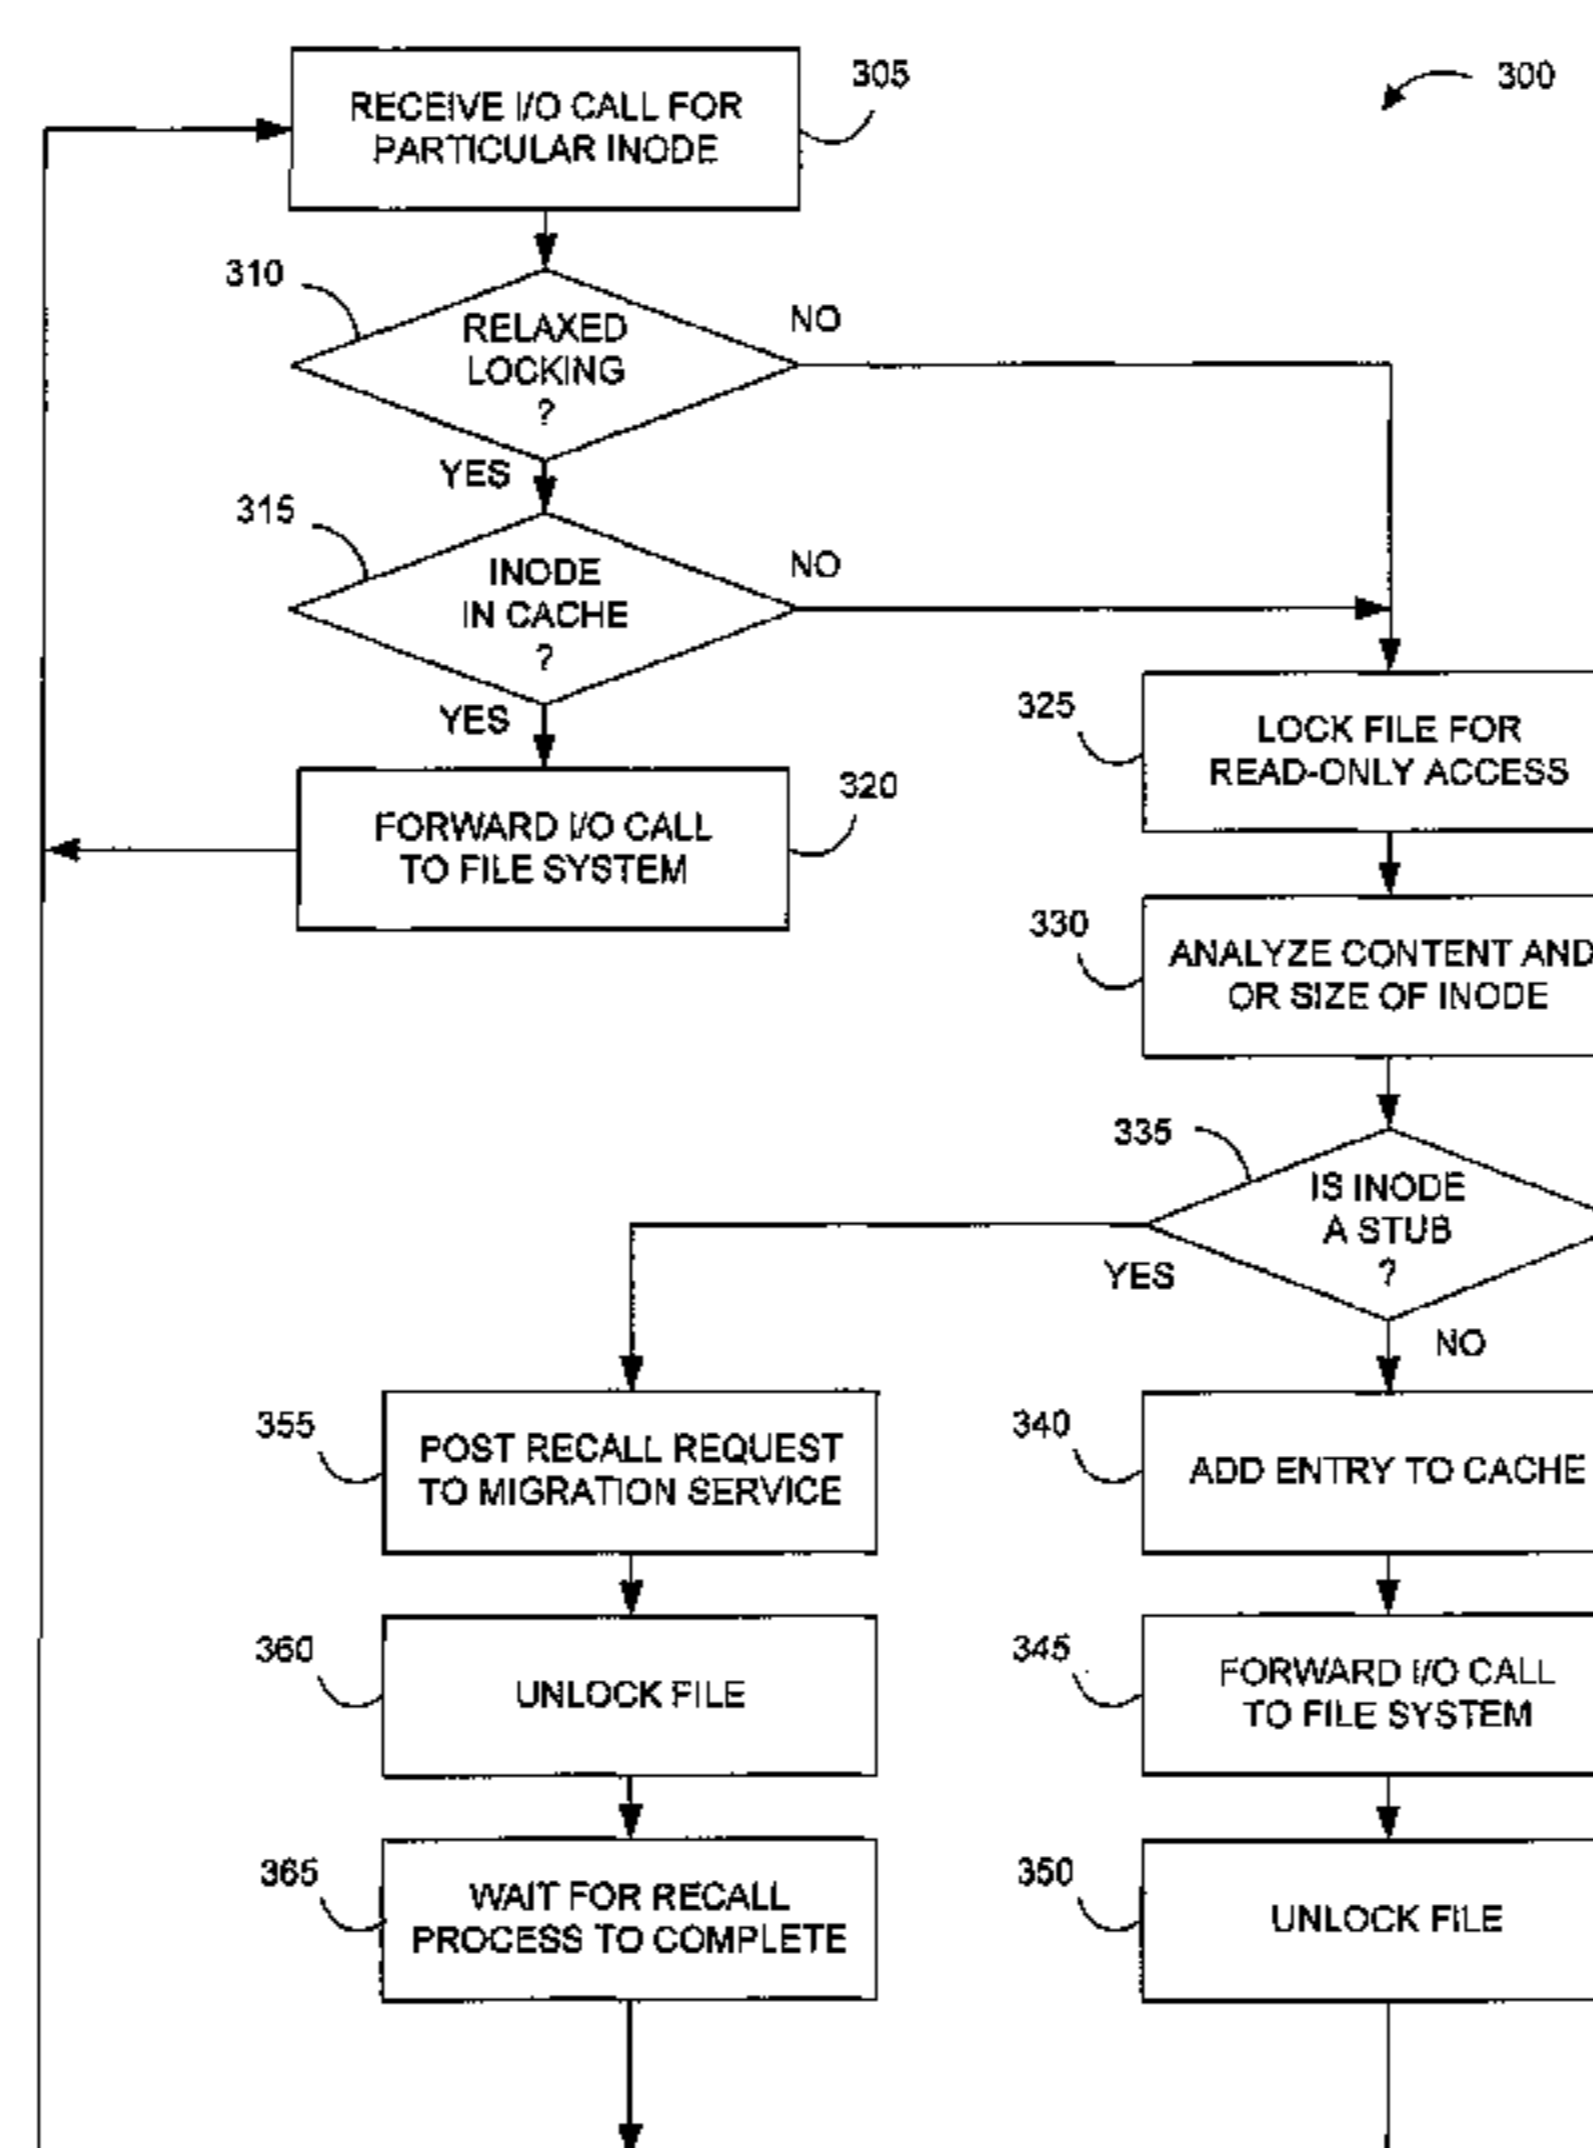 305
300
RECEIVE I/O CALL FOR
PARTICULAR INODE
310
RELAXED
LOCKING
?
NO
YES
315
INODE
IN CACHE
?
NO
YES
320
FORWARD I/O CALL
TO FILE SYSTEM
325
LOCK FILE FOR
READ-ONLY ACCESS
330
ANALYZE CONTENT AND
OR SIZE OF INODE
335
IS INODE
A STUB
?
YES
NO
355
POST RECALL REQUEST
TO MIGRATION SERVICE
340
ADD ENTRY TO CACHE
360
UNLOCK FILE
345
FORWARD I/O CALL
TO FILE SYSTEM
365
WAIT FOR RECALL
PROCESS TO COMPLETE
350
UNLOCK FILE